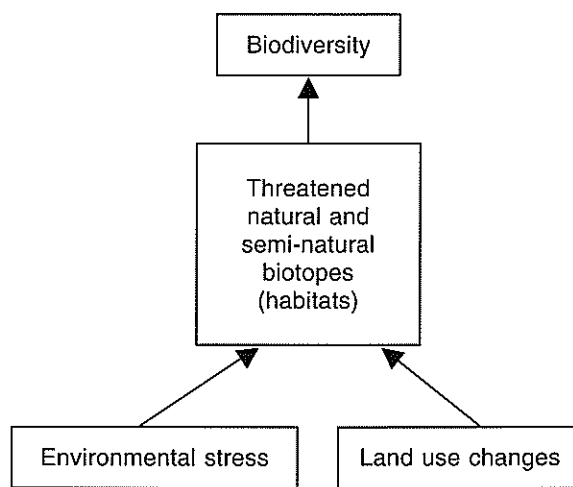 Biodiversity
Threatened
natural and
semi-natural
biotopes
(habitats)
Environmental stress
Land use changes